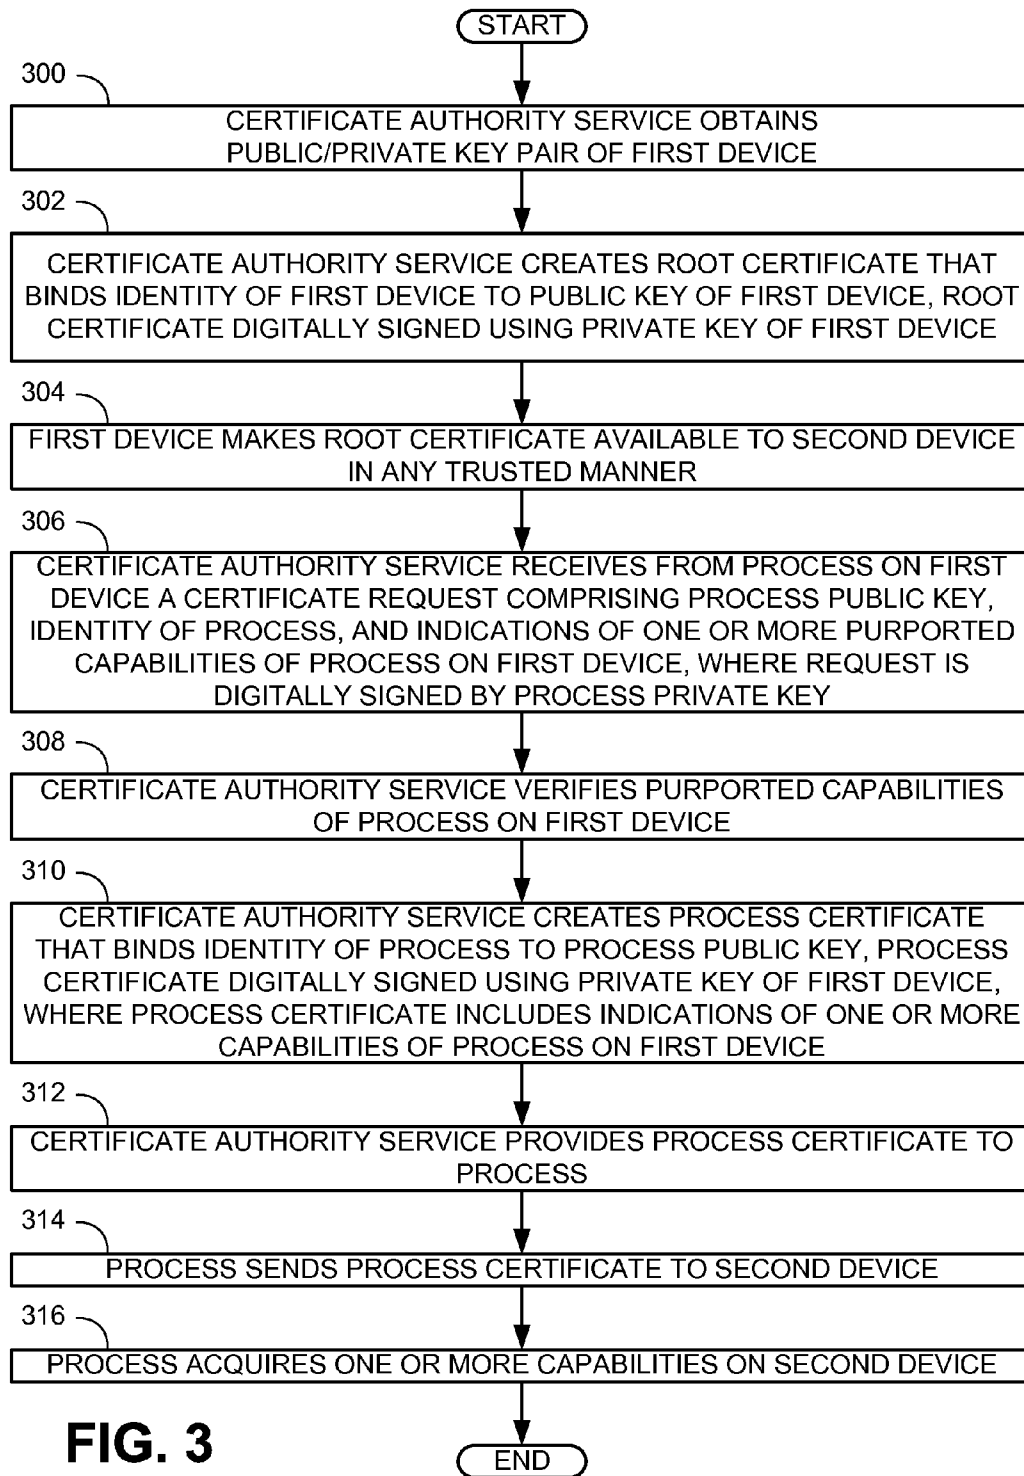 START
300
CERTIFICATE AUTHORITY SERVICE OBTAINS
PUBLIC/PRIVATE KEY PAIR OF FIRST DEVICE
302
CERTIFICATE AUTHORITY SERVICE CREATES ROOT CERTIFICATE THAT
BINDS IDENTITY OF FIRST DEVICE TO PUBLIC KEY OF FIRST DEVICE, ROOT
CERTIFICATE DIGITALLY SIGNED USING PRIVATE KEY OF FIRST DEVICE
304
FIRST DEVICE MAKES ROOT CERTIFICATE AVAILABLE TO SECOND DEVICE
IN ANY TRUSTED MANNER
306
CERTIFICATE AUTHORITY SERVICE RECEIVES FROM PROCESS ON FIRST
DEVICE A CERTIFICATE REQUEST COMPRISING PROCESS PUBLIC KEY,
IDENTITY OF PROCESS, AND INDICATIONS OF ONE OR MORE PURPORTED
CAPABILITIES OF PROCESS ON FIRST DEVICE, WHERE REQUEST IS
DIGITALLY SIGNED BY PROCESS PRIVATE KEY
308
CERTIFICATE AUTHORITY SERVICE VERIFIES PURPORTED CAPABILITIES
OF PROCESS ON FIRST DEVICE
310
CERTIFICATE AUTHORITY SERVICE CREATES PROCESS CERTIFICATE
THAT BINDS IDENTITY OF PROCESS TO PROCESS PUBLIC KEY, PROCESS
CERTIFICATE DIGITALLY SIGNED USING PRIVATE KEY OF FIRST DEVICE,
WHERE PROCESS CERTIFICATE INCLUDES INDICATIONS OF ONE OR MORE
CAPABILITIES OF PROCESS ON FIRST DEVICE
312
CERTIFICATE AUTHORITY SERVICE PROVIDES PROCESS CERTIFICATE TO
PROCESS
314
PROCESS SENDS PROCESS CERTIFICATE TO SECOND DEVICE
316
PROCESS ACQUIRES ONE OR MORE CAPABILITIES ON SECOND DEVICE
FIG. 3
END